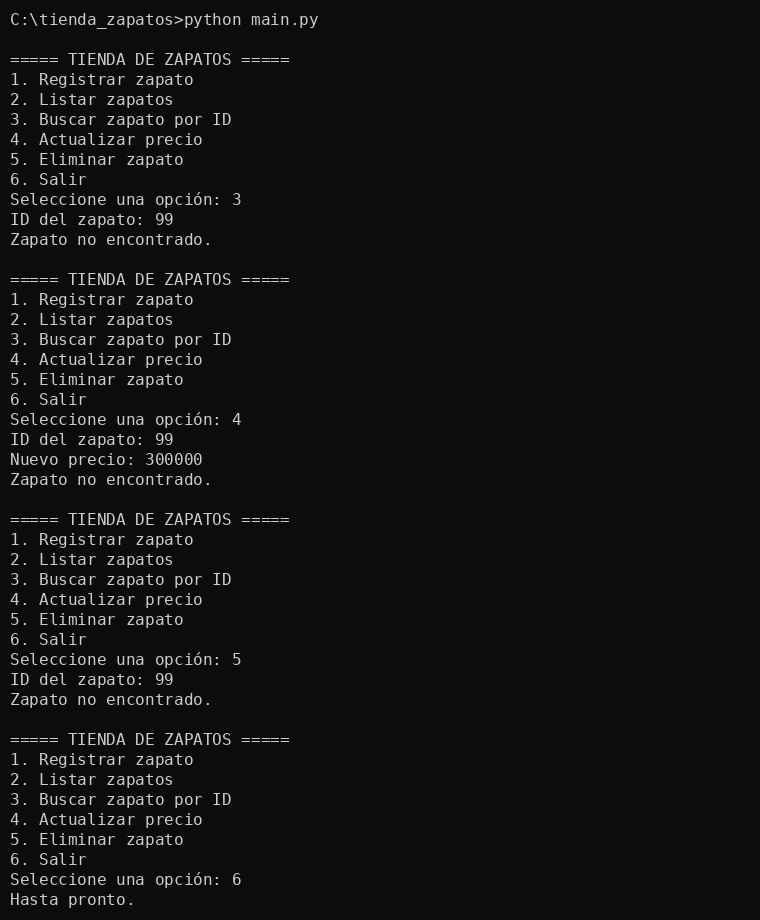 C:\tienda_zapatos>python main.py
===== TIENDA DE ZAPATOS =====
1. Registrar zapato
2. Listar zapatos
3. Buscar zapato por ID
4. Actualizar precio
5. Eliminar zapato
6. Salir
Seleccione una opción: 3
ID del zapato: 99
Zapato no encontrado.
===== TIENDA DE ZAPATOS =====
1. Registrar zapato
2. Listar zapatos
3. Buscar zapato por ID
4. Actualizar precio
5. Eliminar zapato
6. Salir
Seleccione una opción: 4
ID del zapato: 99
Nuevo precio: 300000
Zapato no encontrado.
===== TIENDA DE ZAPATOS =====
1. Registrar zapato
2. Listar zapatos
3. Buscar zapato por ID
4. Actualizar precio
5. Eliminar zapato
6. Salir
Seleccione una opción: 5
ID del zapato: 99
Zapato no encontrado.
===== TIENDA DE ZAPATOS =====
1. Registrar zapato
2. Listar zapatos
3. Buscar zapato por ID
4. Actualizar precio
5. Eliminar zapato
6. Salir
Seleccione una opción: 6
Hasta pronto.